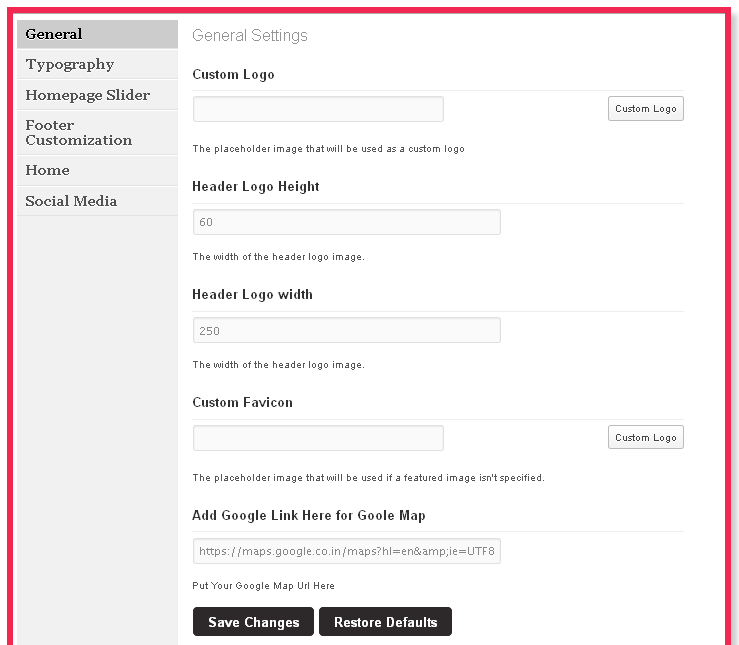 General
Typography
Homepage Slider
Footer
Customization
Home
Social Media
General Settings
Custom Logo
Custom Logo
The placeholder image that will be used as a custom logo
Header Logo Height
60
The width of the header logo image.
Header Logo width
250
The width of the header logo image.
Custom Favicon
Custom Logo
The placeholder image that will be used if a featured image isn't specified.
Add Google Link Here for Goole Map
https://maps.google.co.in/maps?hl=en&amp;ie=UTF8
Put Your Google Map Url Here
Save Changes Restore Defaults